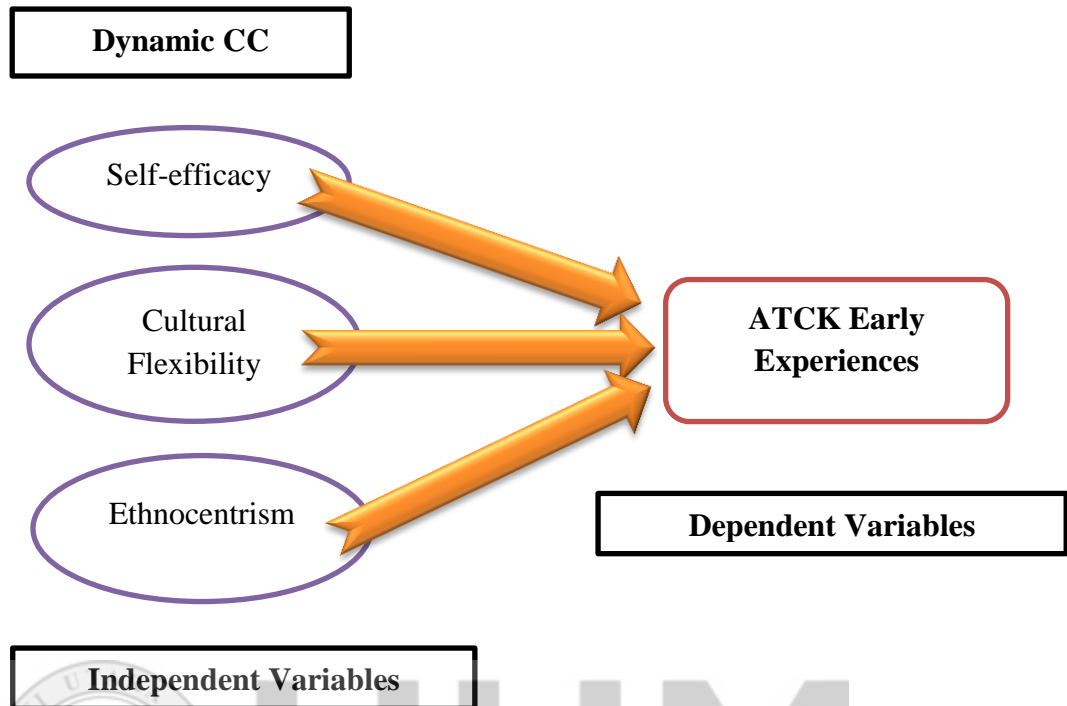 Dynamic CC
Self-efficacy
Cultural
Flexibility
Ethnocentrism
ATCK Early
Experiences
Dependent Variables
Independent Variables